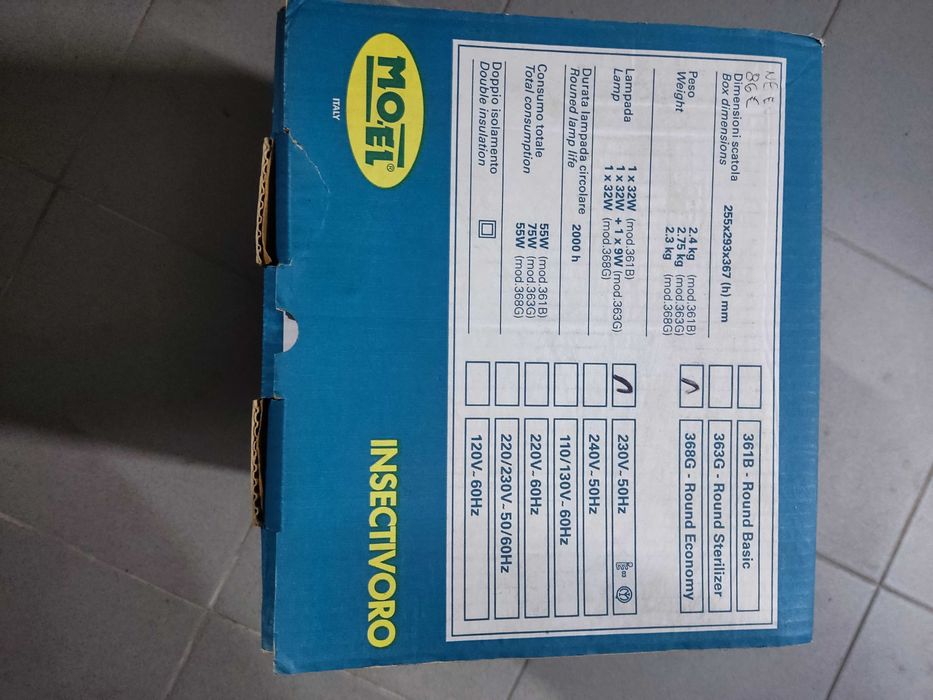 86€
Dimensioni scatola
Box dimensions
255x293x367 (h) mm
Peso
Weight
2.4 kg (mod.361B)
2.75 kg (mod.363G)
2.3 kg (mod.368G)
Lampada
Lamp
1 x 32W (mod.361B)
1 x 32W + 1 x 9W (mod.363G)
1 x 32W (mod.368G)
Durata lampada circolare
Rouned lamp life
2000 h
Consumo totale
Total consumption
55W (mod.361B)
75W (mod.363G)
55W (mod.368G)
Doppio isolamento
Double insulation
361B - Round Basic
363G - Round Sterilizer
368G - Round Economy
230V~ 50Hz
240V~ 50Hz
110/130V~ 60Hz
220V~ 60Hz
220/230V~ 50/60Hz
120V~ 60Hz
MO-EL®
ITALY
INSECTIVORO